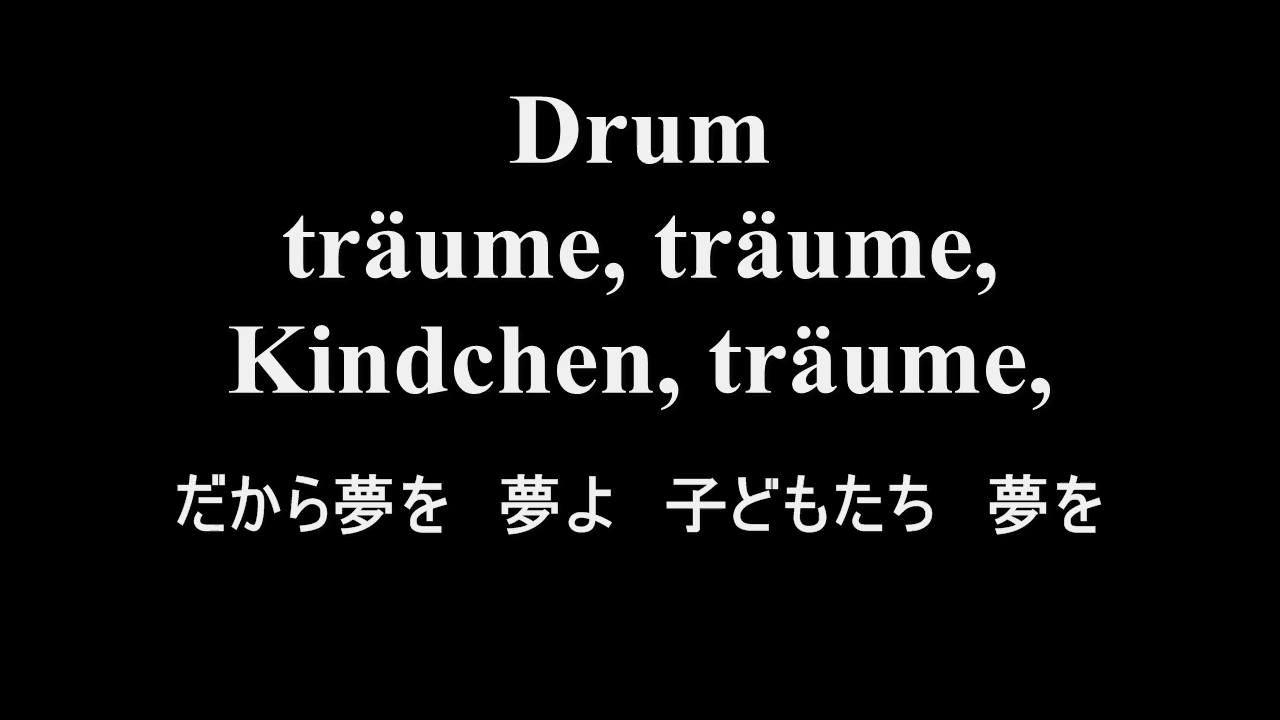 Drum
träume, träume,
Kindchen, träume,
だから夢を　夢よ　子どもたち　夢を